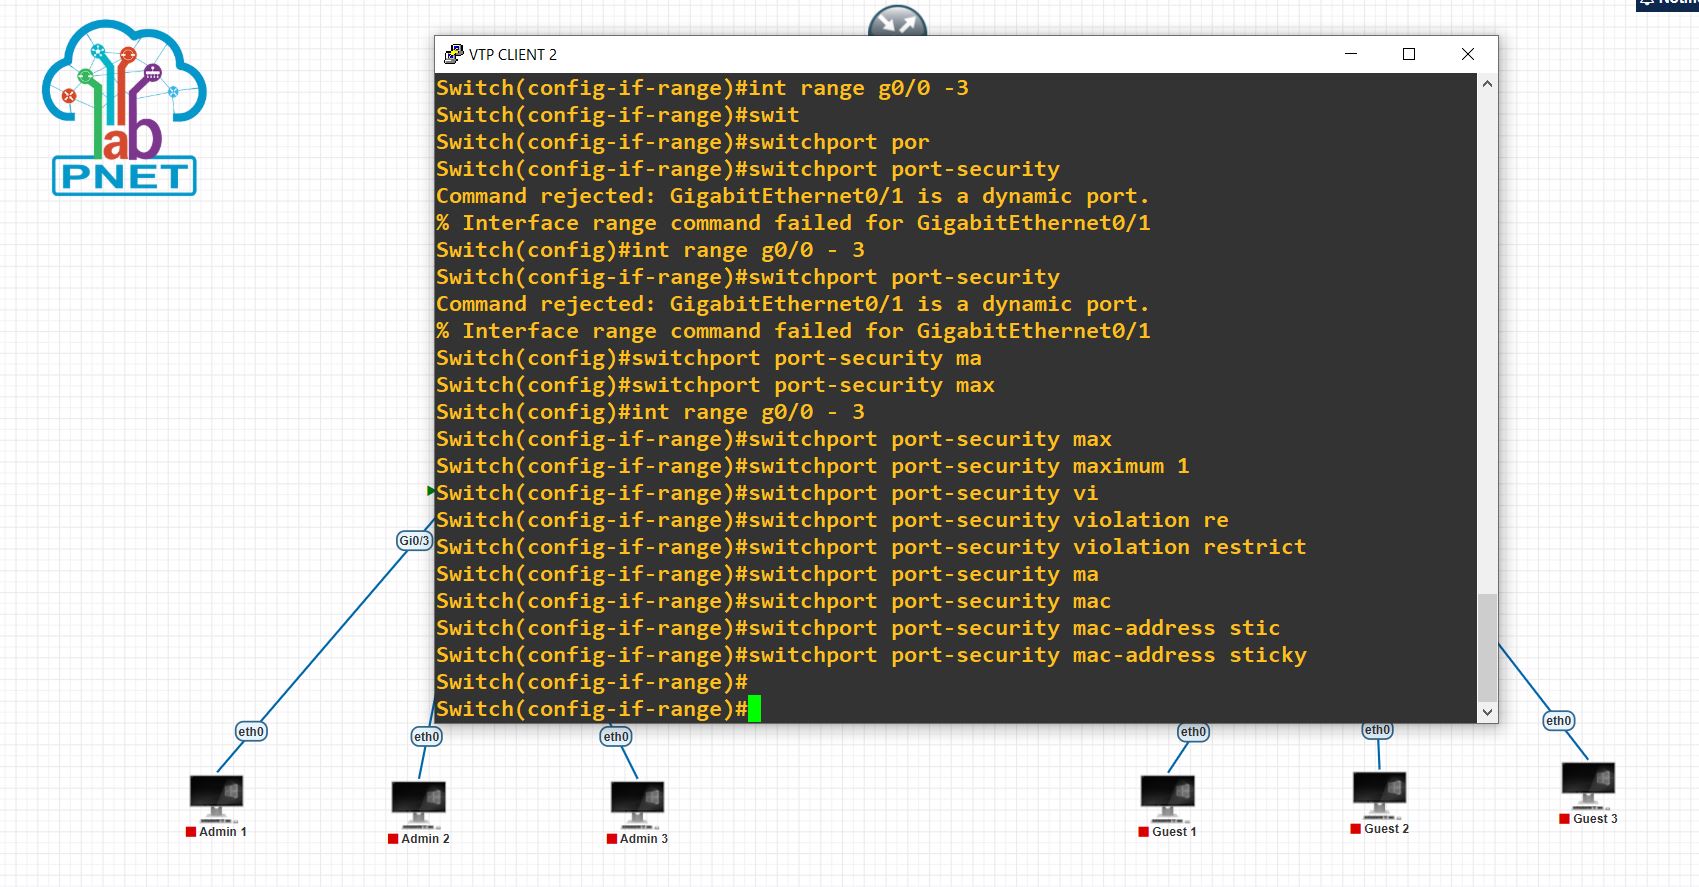 Notifi
lab
PNET
VTP CLIENT 2
Switch(config-if-range)#int range g0/0 -3
Switch(config-if-range)#swit
Switch(config-if-range)#switchport por
Switch(config-if-range)#switchport port-security
Command rejected: GigabitEthernet0/1 is a dynamic port.
% Interface range command failed for GigabitEthernet0/1
Switch(config)#int range g0/0 - 3
Switch(config-if-range)#switchport port-security
Command rejected: GigabitEthernet0/1 is a dynamic port.
% Interface range command failed for GigabitEthernet0/1
Switch(config)#switchport port-security ma
Switch(config)#switchport port-security max
Switch(config)#int range g0/0 - 3
Switch(config-if-range)#switchport port-security max
Switch(config-if-range)#switchport port-security maximum 1
Switch(config-if-range)#switchport port-security vi
Switch(config-if-range)#switchport port-security violation re
Switch(config-if-range)#switchport port-security violation restrict
Switch(config-if-range)#switchport port-security ma
Switch(config-if-range)#switchport port-security mac
Switch(config-if-range)#switchport port-security mac-address stic
Switch(config-if-range)#switchport port-security mac-address sticky
Switch(config-if-range)#
Switch(config-if-range)#
Gi0/3
eth0
eth0
eth0
eth0
eth0
eth0
Admin 1
Admin 2
Admin 3
Guest 1
Guest 2
Guest 3